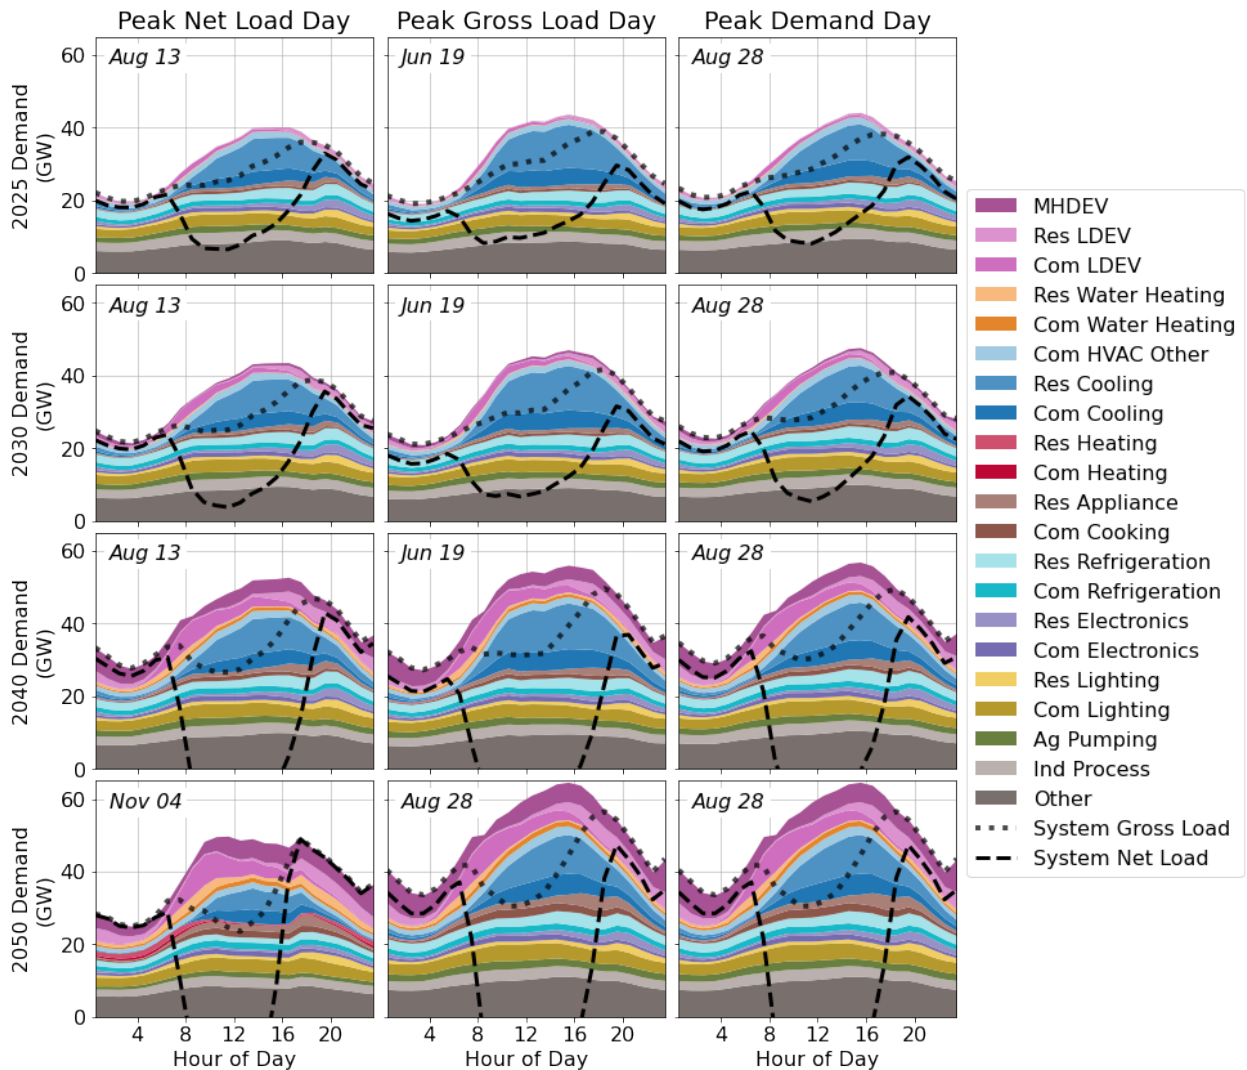 Peak Net Load Day
Peak Gross Load Day
Peak Demand Day
2025 Demand
(GW)
60
40
20
0
Aug 13
Jun 19
Aug 28
2030 Demand
(GW)
60
40
20
0
Aug 13
Jun 19
Aug 28
2040 Demand
(GW)
60
40
20
0
Aug 13
Jun 19
Aug 28
2050 Demand
(GW)
60
40
20
0
Nov 04
Aug 28
Aug 28
4 8 12 16 20
4 8 12 16 20
4 8 12 16 20
Hour of Day
Hour of Day
Hour of Day
MHDEV
Res LDEV
Com LDEV
Res Water Heating
Com Water Heating
Com HVAC Other
Res Cooling
Com Cooling
Res Heating
Com Heating
Res Appliance
Com Cooking
Res Refrigeration
Com Refrigeration
Res Electronics
Com Electronics
Res Lighting
Com Lighting
Ag Pumping
Ind Process
Other
System Gross Load
System Net Load